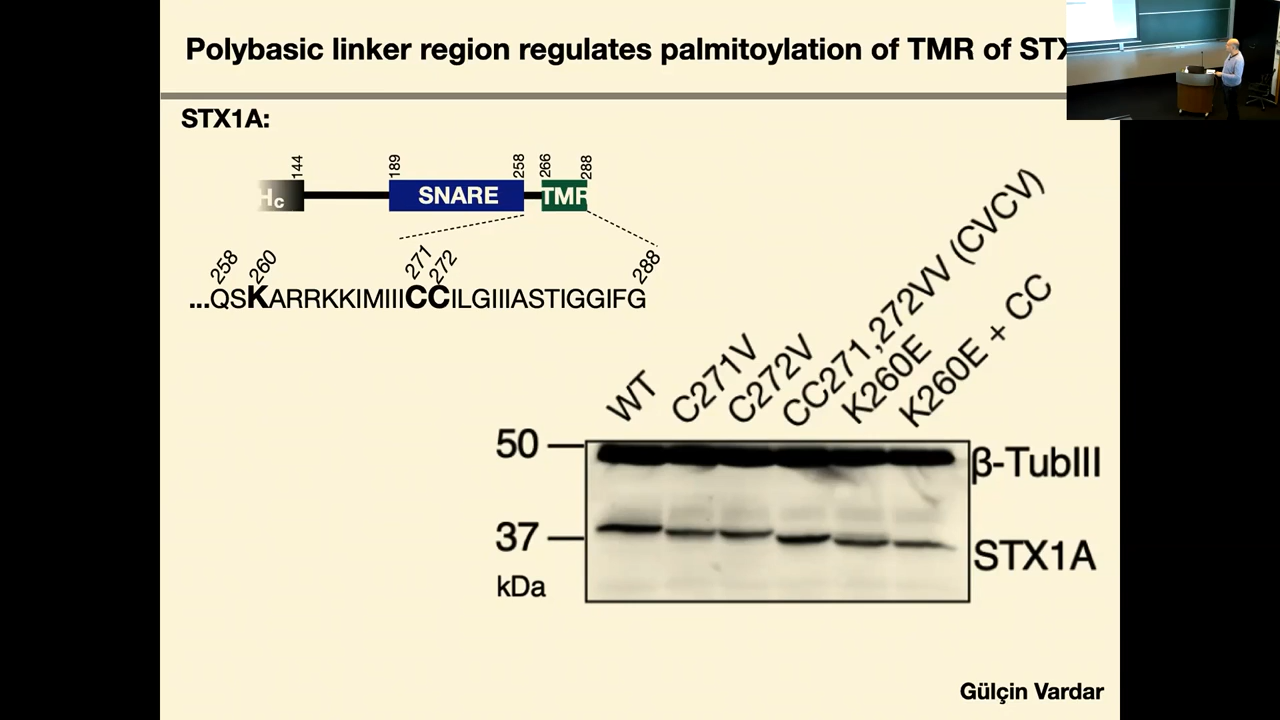 Polybasic linker region regulates palmitoylation of TMR of STX
STX1A:
144 189 258 266 288
Hc SNARE TMR
258 260 271 272 288
...QSKARRKKIMIIICCILGIIIASTIGGIFG
WT C271V C272V CC271,272VV (CVCV) K260E K260E + CC
50 β-TubIII
37 STX1A
kDa
Gülçin Vardar